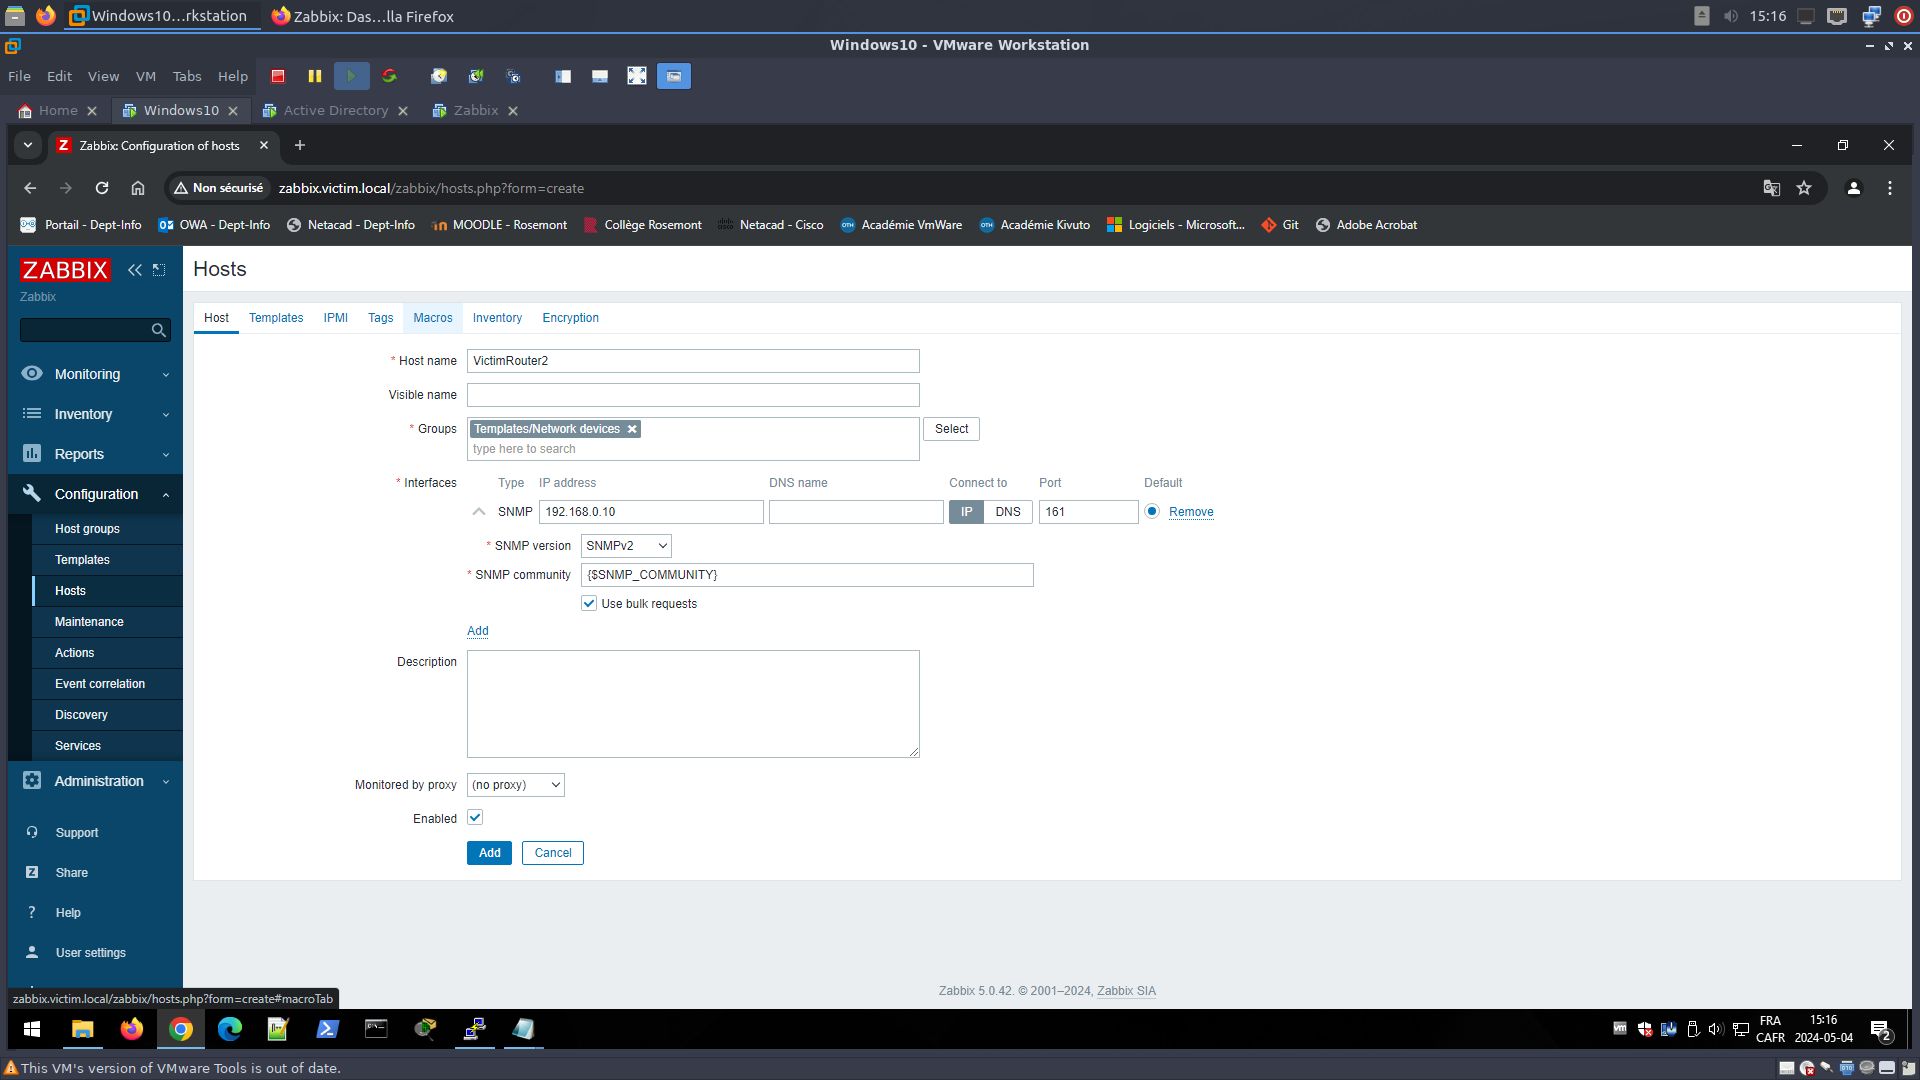 Windows10...rkstation
Zabbix: Das...lla Firefox
15:16
Windows10 - VMware Workstation
File Edit View VM Tabs Help
Home Windows10 Active Directory Zabbix
Z Zabbix: Configuration of hosts
Non sécurisé zabbix.victim.local/zabbix/hosts.php?form=create
Portail - Dept-Info OWA - Dept-Info Netacad - Dept-Info MOODLE - Rosemont Collège Rosemont Netacad - Cisco Académie VmWare Académie Kivuto Logiciels - Microsoft... Git Adobe Acrobat
ZABBIX
Zabbix
Monitoring
Inventory
Reports
Configuration
Host groups
Templates
Hosts
Maintenance
Actions
Event correlation
Discovery
Services
Administration
Support
Z Share
? Help
User settings
Hosts
Host Templates IPMI Tags Macros Inventory Encryption
* Host name VictimRouter2
Visible name
* Groups Templates/Network devices Select
type here to search
* Interfaces Type IP address DNS name Connect to Port Default
SNMP 192.168.0.10 IP DNS 161 Remove
* SNMP version SNMPv2
* SNMP community {$SNMP_COMMUNITY}
Use bulk requests
Add
Description
Monitored by proxy (no proxy)
Enabled
Add Cancel
Zabbix 5.0.42. © 2001–2024, Zabbix SIA
zabbix.victim.local/zabbix/hosts.php?form=create#macroTab
FRA
CAFR
15:16
2024-05-04
2
This VM's version of VMware Tools is out of date.